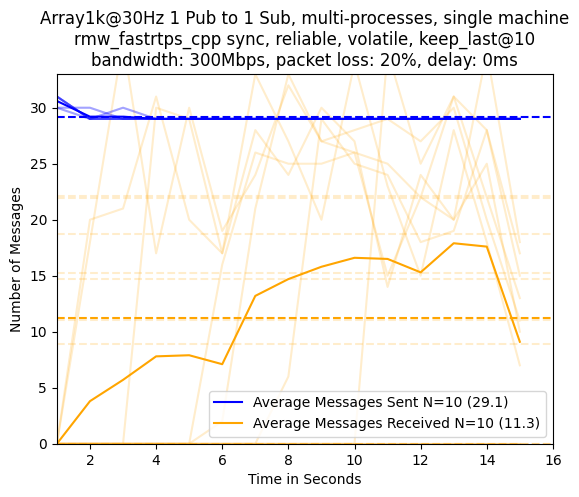 Array1k@30Hz 1 Pub to 1 Sub, multi-processes, single machine
rmw_fastrtps_cpp sync, reliable, volatile, keep_last@10
bandwidth: 300Mbps, packet loss: 20%, delay: 0ms
Number of Messages
30
25
20
15
10
5
0
Average Messages Sent N=10 (29.1)
Average Messages Received N=10 (11.3)
2 4 6 8 10 12 14 16
Time in Seconds